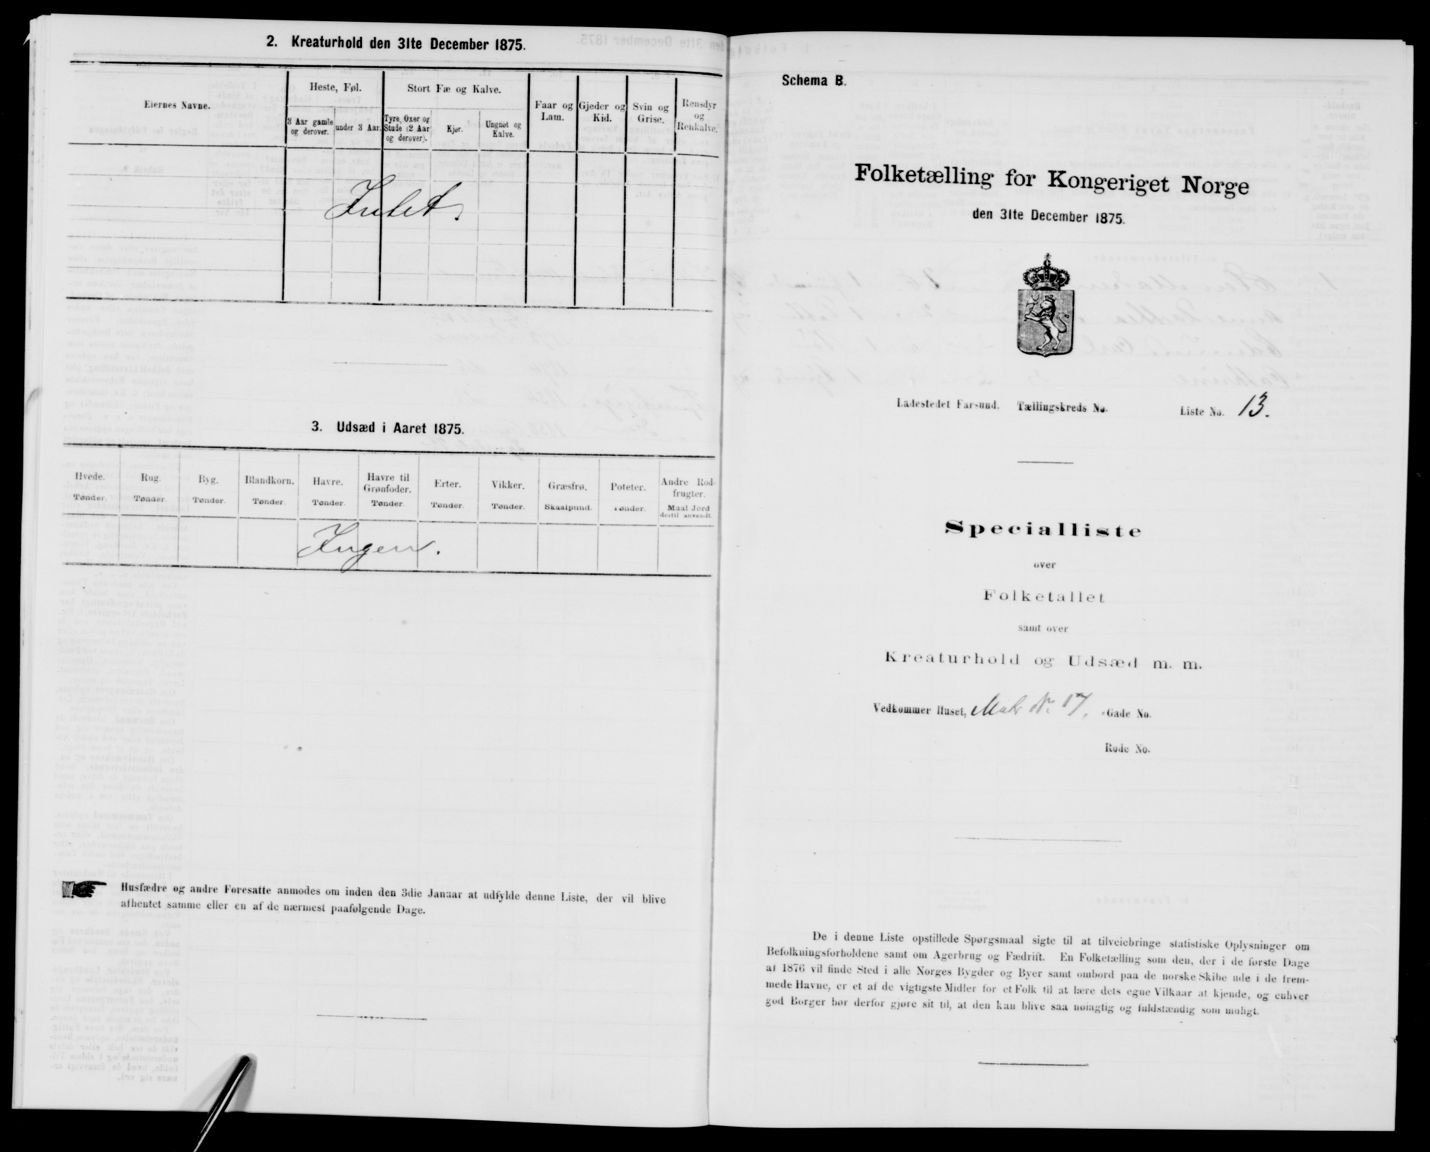 2. Kreaturhold den 31te December 1875.
Eiernes Navne.
Heste, Føl.
Stort Fæ og Kalve.
Faar og Lam.
Gjeder og Kid.
Svin og Grise.
Rensdyr og Renkalve.
3 Aar gamle og derover.
under 3 Aar.
Tyre, Oxer og Stude (2 Aar og derover).
Kjør.
Ungnøt og Kalve.
Intet.
3. Udsæd i Aaret 1875.
Hvede. Rug. Byg. Blandkorn. Havre. Havre til Grønfoder. Erter. Vikker. Græsfrø. Poteter. Andre Rodfrugter.
Tønder. Tønder. Tønder. Tønder. Tønder. Tønder. Tønder. Tønder. Skaalpund. Tønder. Maal Jord dertil anvendt.
Ingen.
Husfædre og andre Foresatte anmodes om inden den 3die Januar at udfylde denne Liste, der vil blive
afhentet samme eller en af de nærmest paafølgende Dage.
Schema B.
Folketælling for Kongeriget Norge
den 31te December 1875.
Ladestedet Farsund. Tællingskreds No. Liste No. 13.
Specialliste
over
Folketallet
samt over
Kreaturhold og Udsæd m. m.
Vedkommer Huset, Matr No. 17. Gade No.
Rode No.
De i denne Liste opstillede Spørgsmaal sigte til at tilveiebringe statistiske Oplysninger om
Befolkningsforholdene samt om Agerbrug og Fædrift. En Folketælling som den, der i de første Dage
af 1876 vil finde Sted i alle Norges Bygder og Byer samt ombord paa de norske Skibe ude i de frem-
mede Havne, er et af de vigtigste Midler for et Folk til at lære dets egne Vilkaar at kjende, og enhver
god Borger bør derfor gjøre sit til, at den kan blive saa nøiagtig og fuldstændig som muligt.